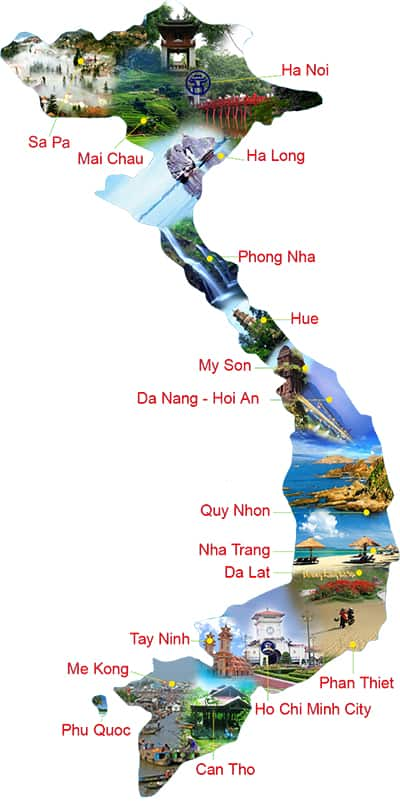 Ha Noi
Sa Pa
Mai Chau
Ha Long
Phong Nha
Hue
My Son
Da Nang - Hoi An
Quy Nhon
Nha Trang
Da Lat
Tay Ninh
Me Kong
Phan Thiet
Ho Chi Minh City
Phu Quoc
Can Tho